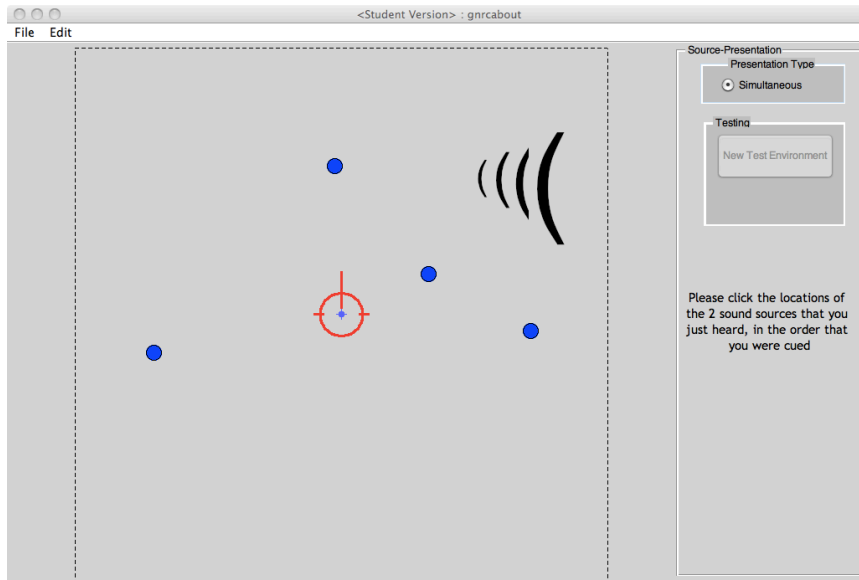 <Student Version> : gnrcabout
File Edit
Source-Presentation
Presentation Type
Simultaneous
Testing
New Test Environment
Please click the locations of
the 2 sound sources that you
just heard, in the order that
you were cued